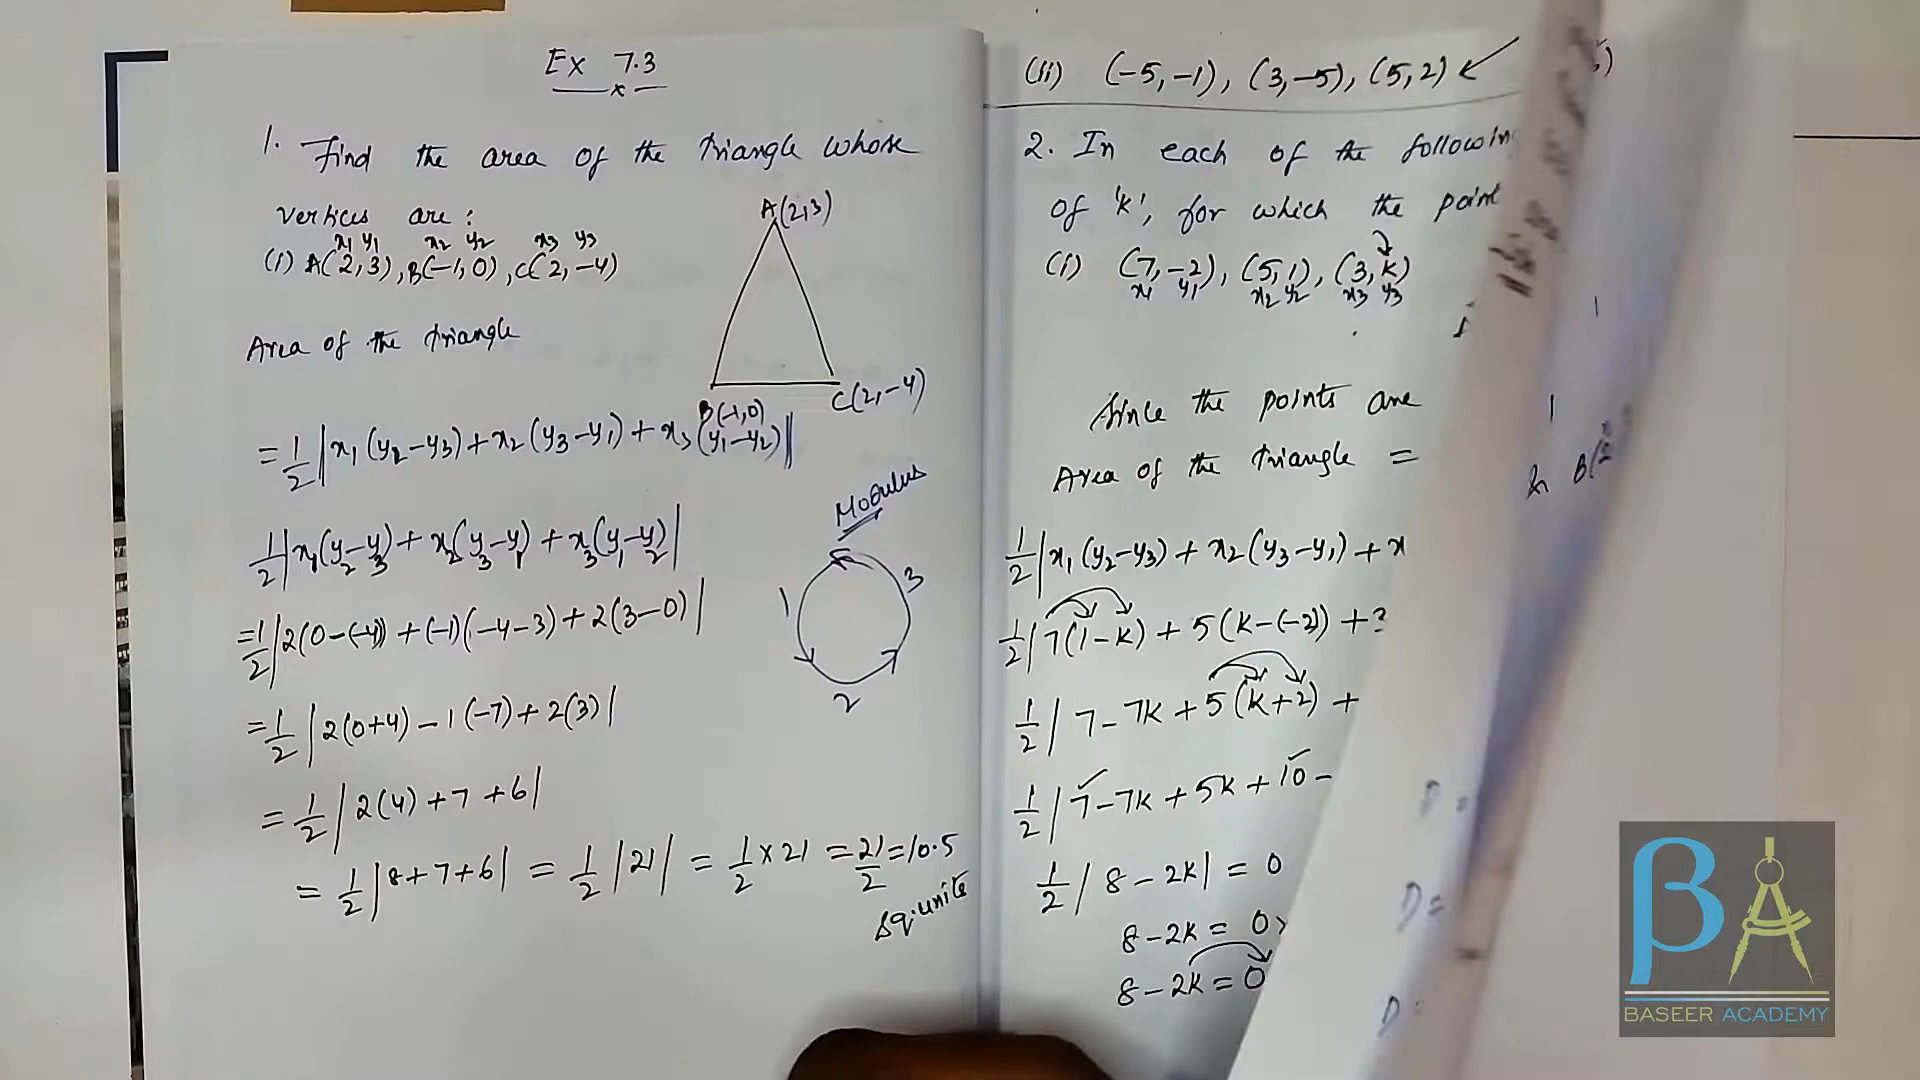 Ex 7.3
1. Find the area of the triangle whose
vertices are :
x1 y1 x2 y2 x3 y3
(i) A(2,3), B(-1,0), C(2,-4)
A(2,3)
B(-1,0)
C(2,-4)
Area of the triangle
= 1/2 |x1(y2-y3)+x2(y3-y1)+x3(y1-y2)|
Modulus
1/2 |x1(y2-y3)+x2(y3-y1)+x3(y1-y2)|
1
2
3
=1/2 |2(0-(-4))+(-1)(-4-3)+2(3-0)|
=1/2 |2(0+4)-1(-7)+2(3)|
= 1/2 |2(4)+7+6|
= 1/2 |8+7+6| = 1/2 |21| = 1/2 × 21 = 21/2 = 10.5
sq.units
(ii) (-5,-1), (3,-5), (5,2)
2. In each of the
of 'k', for which the point
(i) (7,-2), (5,1), (3,k)
x1 y1 x2 y2 x3 y3
Since the points are
Area of the triangle =
1/2 |x1(y2-y3) + x2(y3-y1) + x
1/2 |7(1-k) + 5(k-(-2)) +3
1/2 | 7-7k + 5(k+2) +
1/2 |7-7k + 5k + 10 -
1/2 | 8-2k| = 0
8-2k = 0
8-2k = 0
D =
D =
BA
BASEER ACADEMY